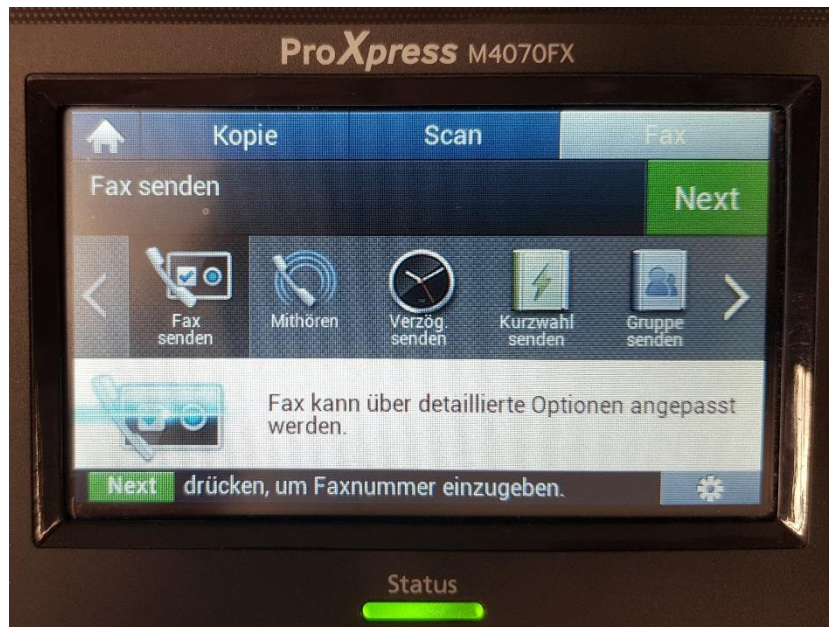 ProXpress M4070FX
Kopie Scan Fax
Fax senden
Next
Fax
senden
Mithören
Verzög.
senden
Kurzwahl
senden
Gruppe
senden
Fax kann über detaillierte Optionen angepasst
werden.
Next drücken, um Faxnummer einzugeben.
Status